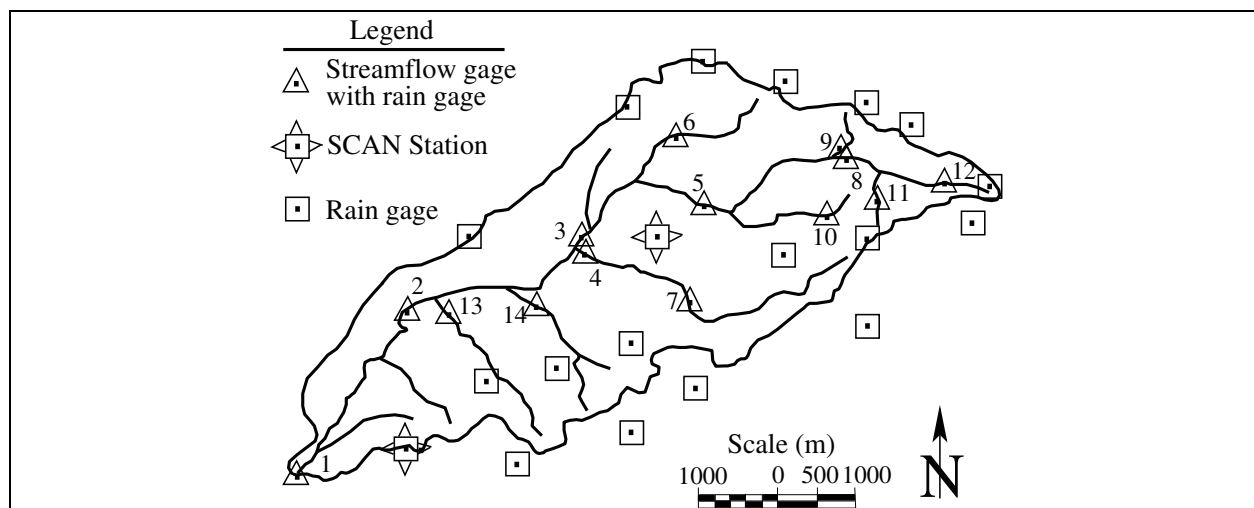 Legend
Streamflow gage
with rain gage
SCAN Station
Rain gage
6
9
8
12
5
11
10
3
4
2
13
14
7
1
Scale (m)
1000 0 500 1000
N